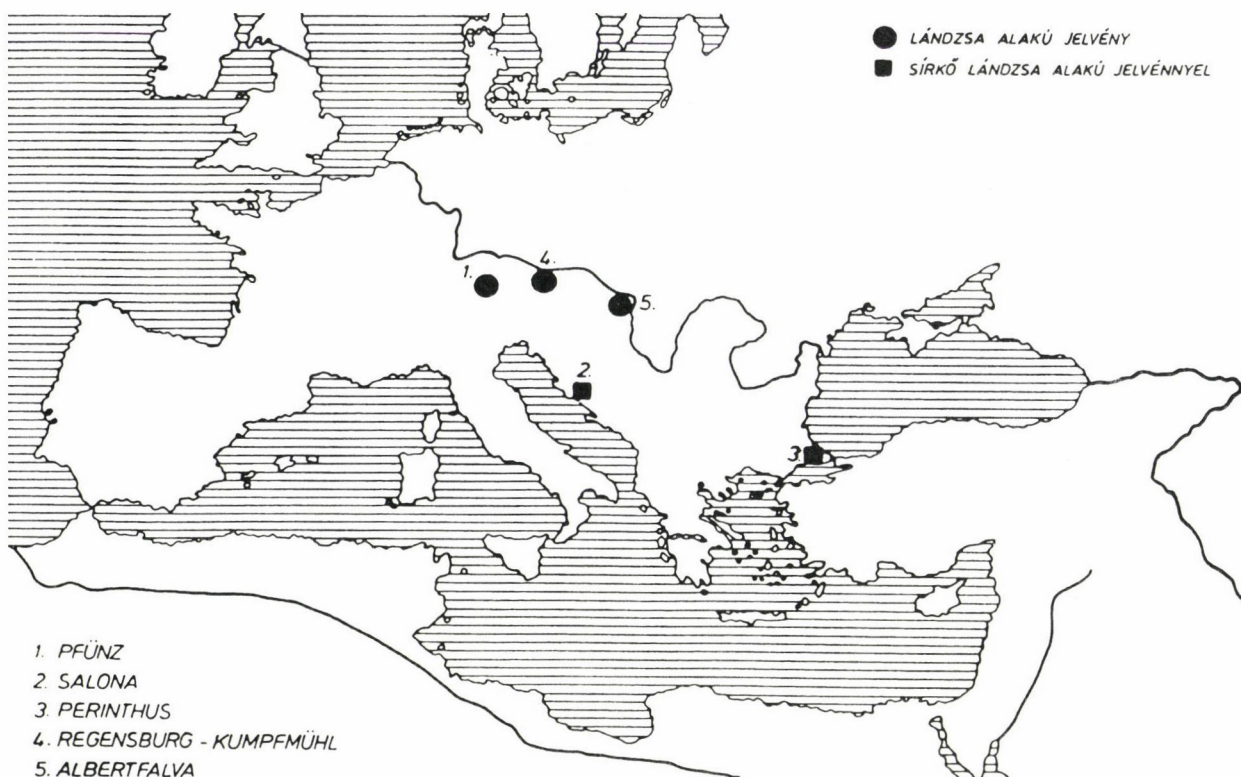 LÁNDZSA ALAKÚ JELVÉNY
SÍRKŐ LÁNDZSA ALAKÚ JELVÉNNYEL
4.
1.
5.
2.
3.
1. PFÜNZ
2. SALONA
3. PERINTHUS
4. REGENSBURG - KUMPFMÜHL
5. ALBERTFALVA